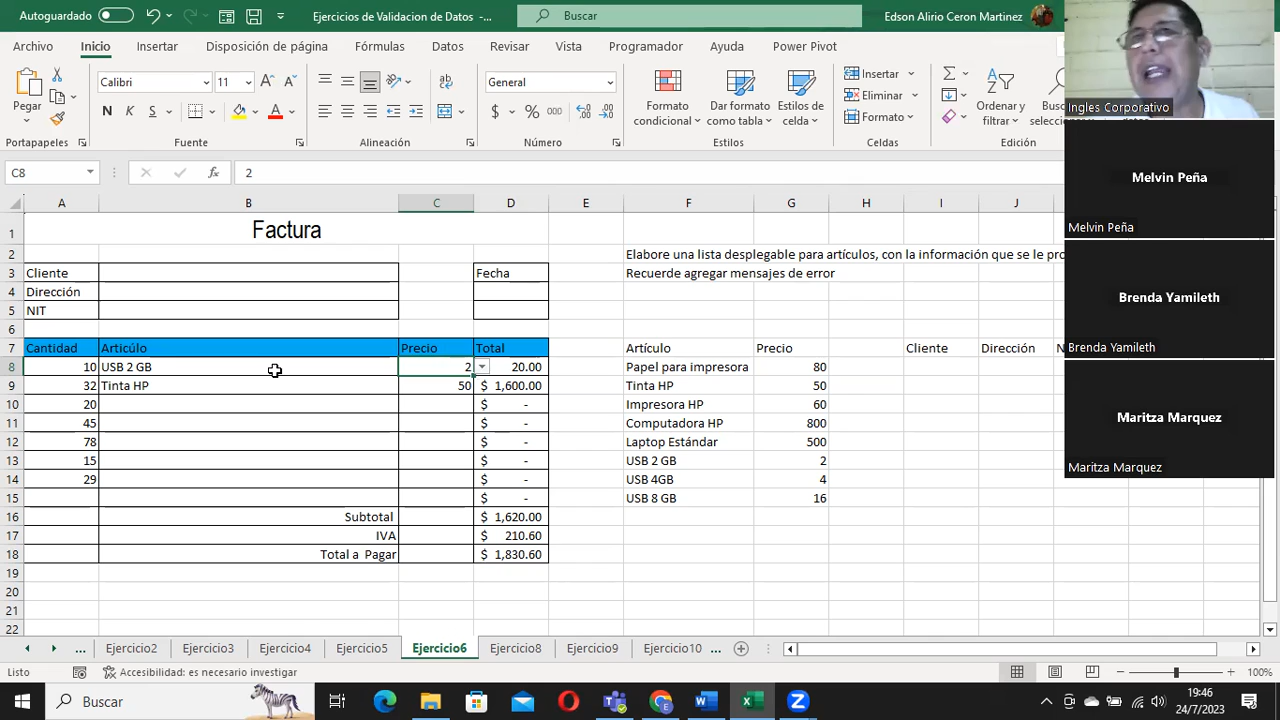 Autoguardado
Ejercicios de Validacion de Datos -...
Buscar
Edson Alirio Ceron Martinez
Archivo Inicio Insertar Disposición de página Fórmulas Datos Revisar Vista Programador Ayuda Power Pivot
Pegar
Calibri 11
N K S
ab
General
$ % 000
Formato condicional
Dar formato como tabla
Estilos de celda
Insertar
Eliminar
Formato
Ordenar y filtrar
Portapapeles Fuente Alineación Número Estilos Celdas Edición
C8 fx 2
A B C D E F G H I J
1 Factura
2 Elabore una lista desplegable para artículos, con la información que se le pro
3 Cliente Fecha Recuerde agregar mensajes de error
4 Dirección
5 NIT
6
7 Cantidad Articúlo Precio Total Artículo Precio Cliente Dirección N
8 10 USB 2 GB 2 20.00 Papel para impresora 80
9 32 Tinta HP 50 $ 1,600.00 Tinta HP 50
10 20 $ - Impresora HP 60
11 45 $ - Computadora HP 800
12 78 $ - Laptop Estándar 500
13 15 $ - USB 2 GB 2
14 29 $ - USB 4GB 4
15 $ - USB 8 GB 16
16 Subtotal $ 1,620.00
17 IVA $ 210.60
18 Total a Pagar $ 1,830.60
19
20
21
22
... Ejercicio2 Ejercicio3 Ejercicio4 Ejercicio5 Ejercicio6 Ejercicio8 Ejercicio9 Ejercicio10 ...
Listo Accesibilidad: es necesario investigar 100%
Buscar
19:46
24/7/2023
Ingles Corporativo
Melvin Peña
Melvin Peña
Brenda Yamileth
Brenda Yamileth
Maritza Marquez
Maritza Marquez